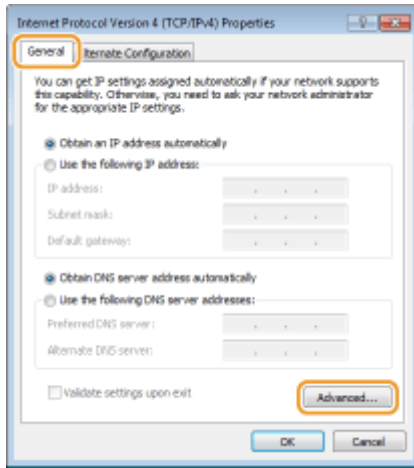 Internet Protocol Version 4 (TCP/IPv4) Properties
General
lternate Configuration
You can get IP settings assigned automatically if your network supports
this capability. Otherwise, you need to ask your network administrator
for the appropriate IP settings.
Obtain an IP address automatically
Use the following IP address:
IP address:
Subnet mask:
Default gateway:
Obtain DNS server address automatically
Use the following DNS server addresses:
Preferred DNS server:
Alternate DNS server:
Validate settings upon exit
Advanced...
OK
Cancel